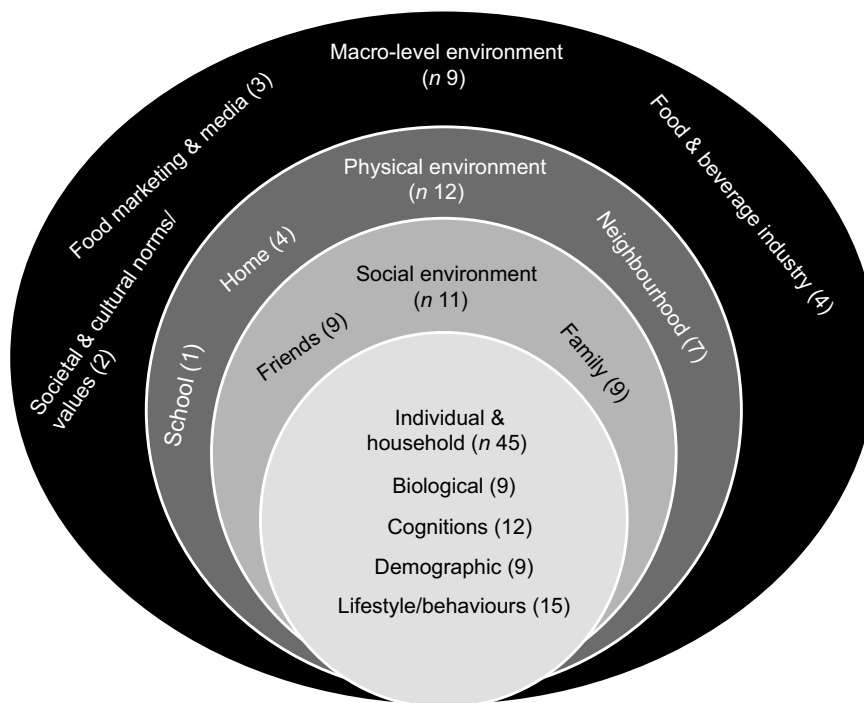 Macro-level environment
(n 9)
Food marketing & media (3)
Societal & cultural norms/
values (2)
Food & beverage industry (4)
Physical environment
(n 12)
School (1)
Home (4)
Neighbourhood (7)
Social environment
(n 11)
Friends (9)
Family (9)
Individual &
household (n 45)
Biological (9)
Cognitions (12)
Demographic (9)
Lifestyle/behaviours (15)